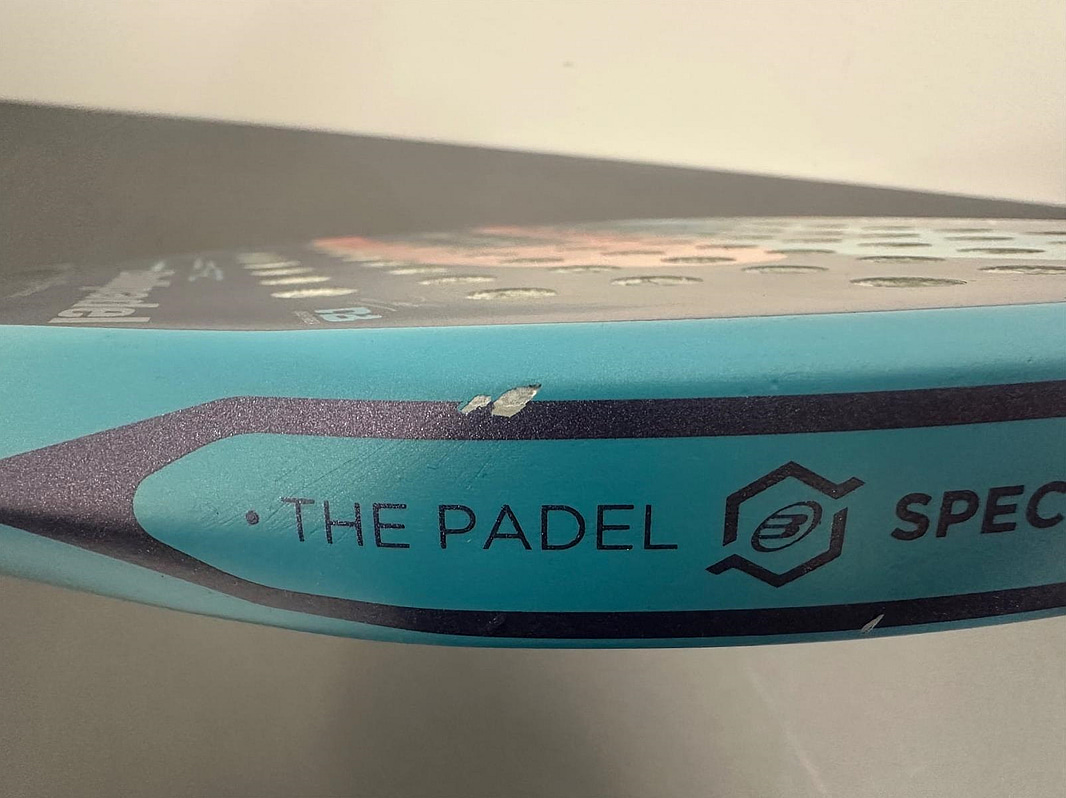 • THE PADEL SPEC